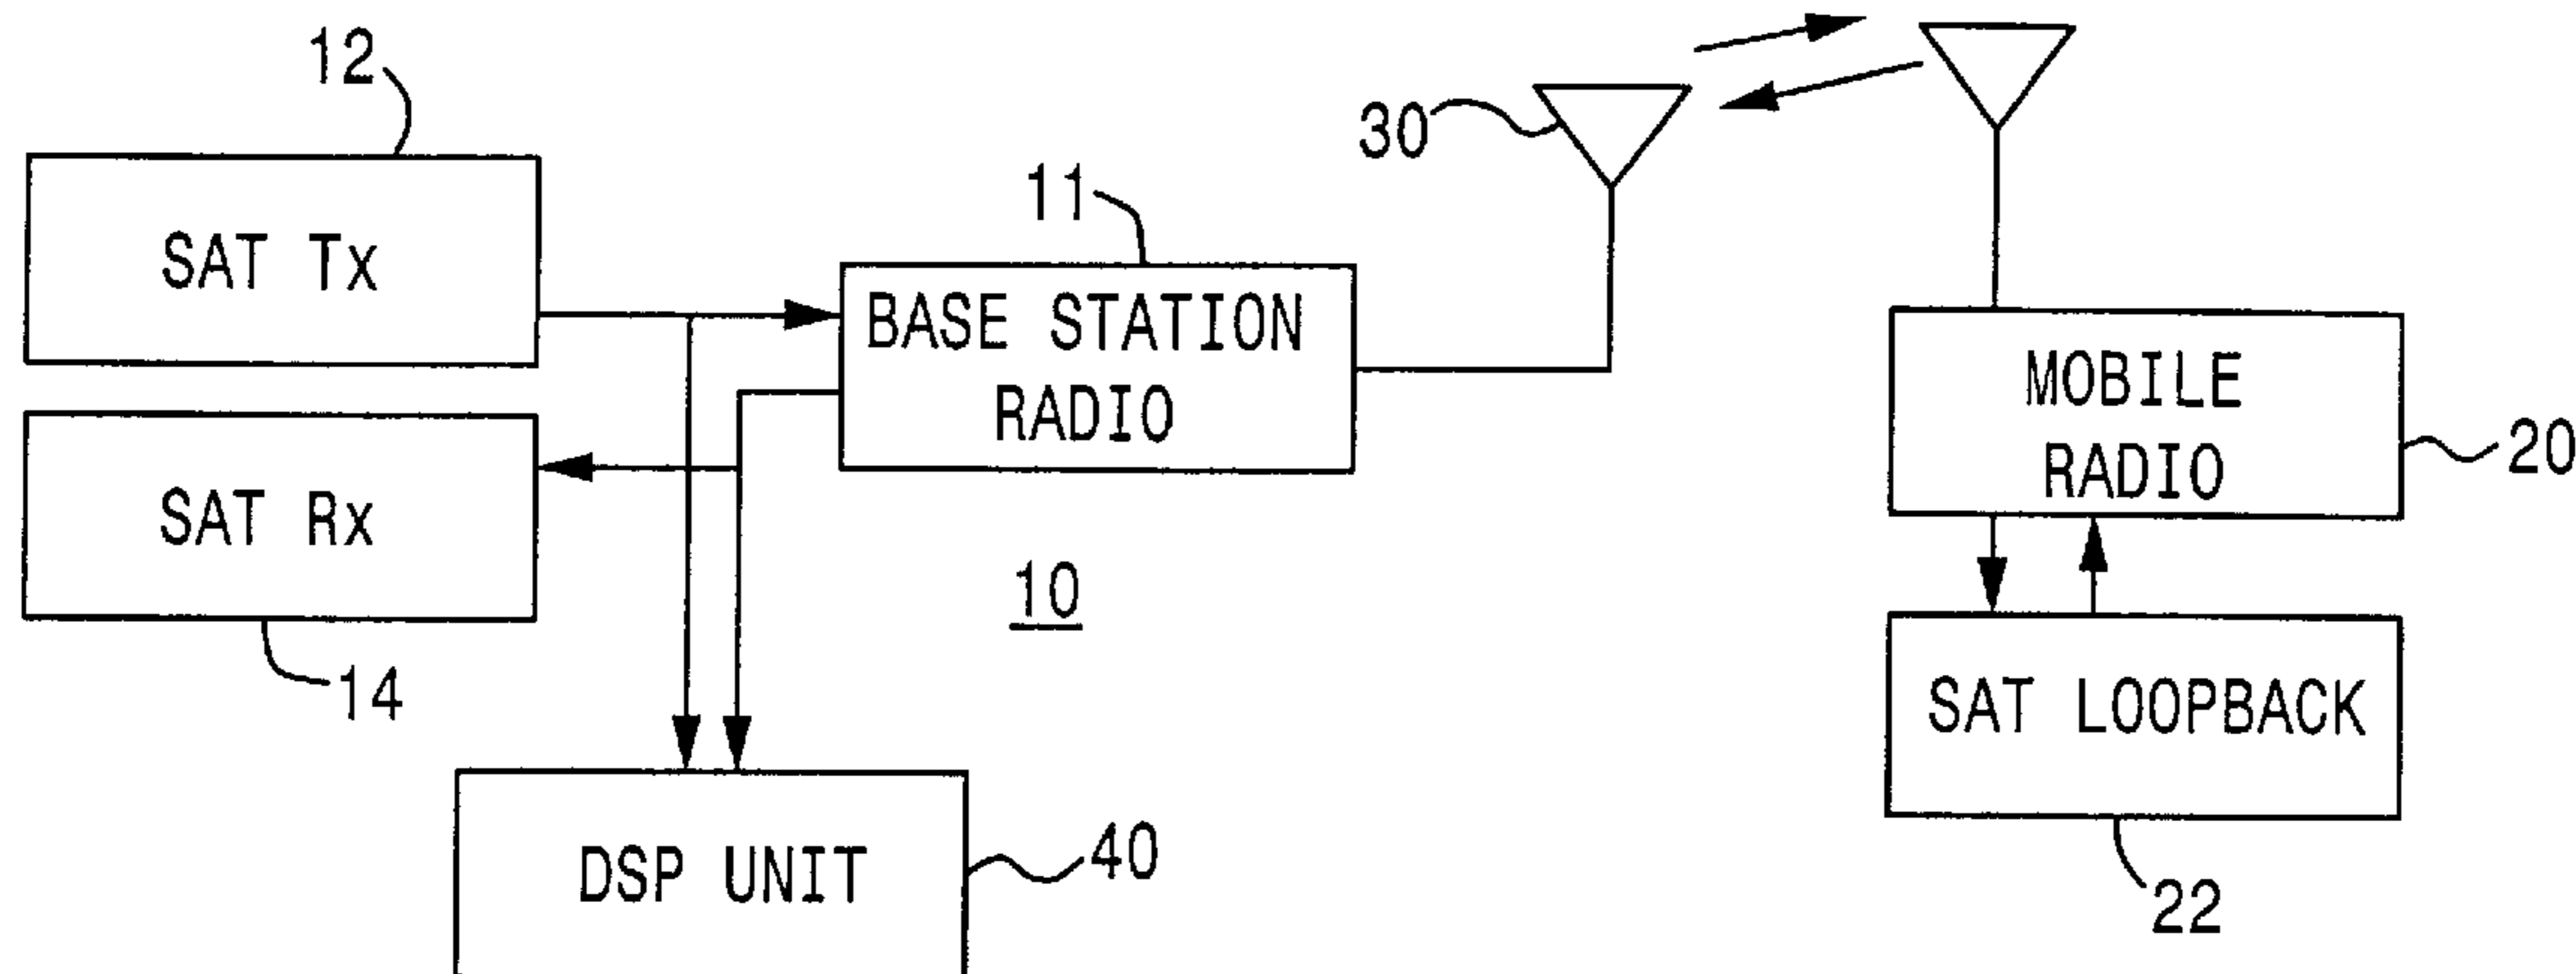 12
SAT Tx
11
BASE STATION
RADIO
30
MOBILE
RADIO
20
SAT Rx
14
10
SAT LOOPBACK
22
DSP UNIT
40